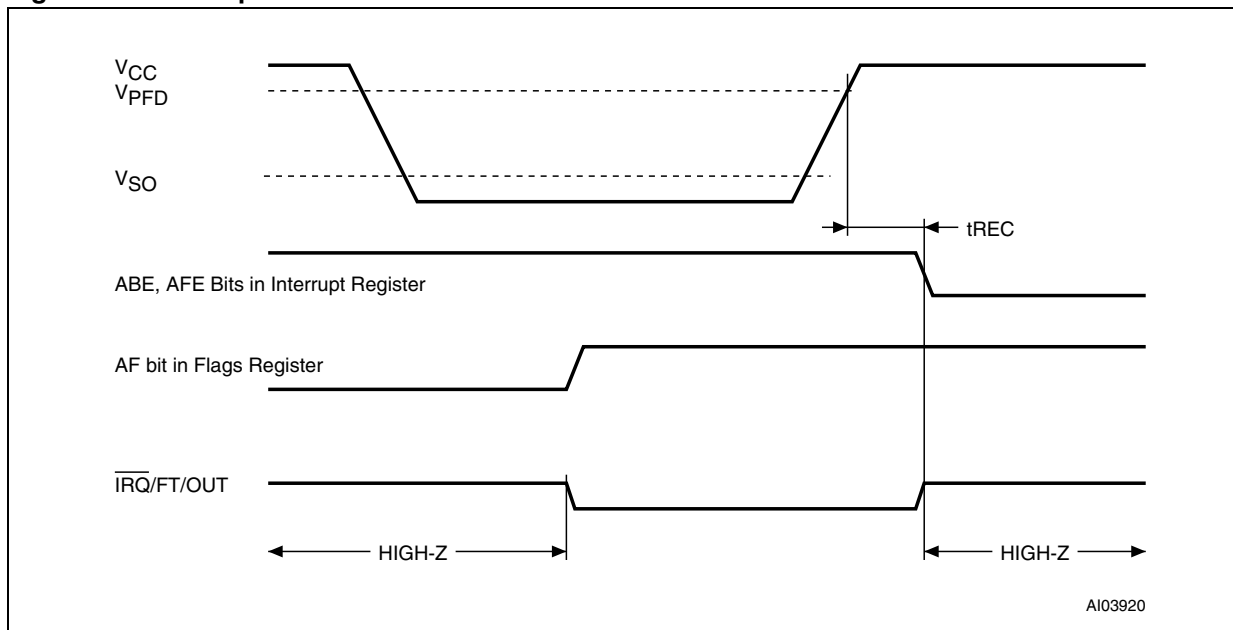 VCC
VPFD
VSO
tREC
ABE, AFE Bits in Interrupt Register
AF bit in Flags Register
IRQ/FT/OUT
HIGH-Z
HIGH-Z
AI03920